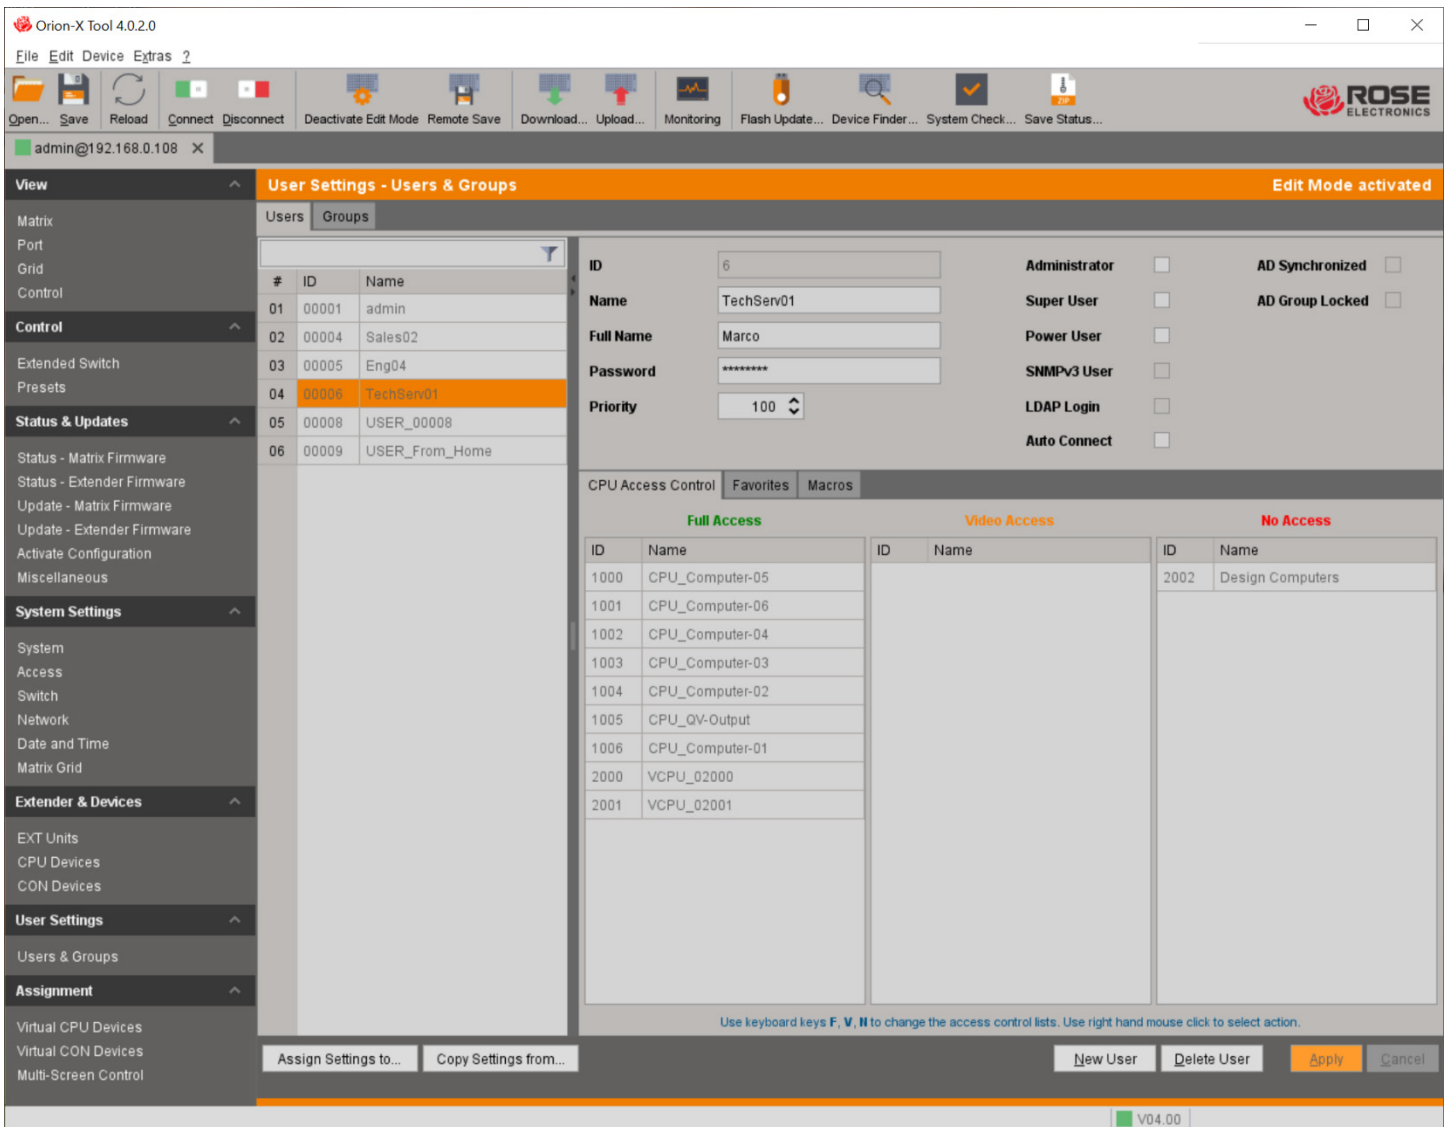 Orion-X Tool 4.0.2.0
File Edit Device Extras ?
Open... Save Reload Connect Disconnect Deactivate Edit Mode Remote Save Download... Upload... Monitoring Flash Update... Device Finder... System Check... ZIP Save Status... ROSE ELECTRONICS
admin@192.168.0.108
View
Matrix
Port
Grid
Control
Control
Extended Switch
Presets
Status & Updates
Status - Matrix Firmware
Status - Extender Firmware
Update - Matrix Firmware
Update - Extender Firmware
Activate Configuration
Miscellaneous
System Settings
System
Access
Switch
Network
Date and Time
Matrix Grid
Extender & Devices
EXT Units
CPU Devices
CON Devices
User Settings
Users & Groups
Assignment
Virtual CPU Devices
Virtual CON Devices
Multi-Screen Control
User Settings - Users & Groups Edit Mode activated
Users Groups
# ID Name
01 00001 admin
02 00004 Sales02
03 00005 Eng04
04 00006 TechServ01
05 00008 USER_00008
06 00009 USER_From_Home
ID 6 Administrator AD Synchronized
Name TechServ01 Super User AD Group Locked
Full Name Marco Power User
Password ******** SNMPv3 User
Priority 100 LDAP Login
Auto Connect
CPU Access Control Favorites Macros
Full Access Video Access No Access
ID Name ID Name ID Name
1000 CPU_Computer-05 2002 Design Computers
1001 CPU_Computer-06
1002 CPU_Computer-04
1003 CPU_Computer-03
1004 CPU_Computer-02
1005 CPU_QV-Output
1006 CPU_Computer-01
2000 VCPU_02000
2001 VCPU_02001
Use keyboard keys F, V, N to change the access control lists. Use right hand mouse click to select action.
Assign Settings to... Copy Settings from... New User Delete User Apply Cancel
V04.00